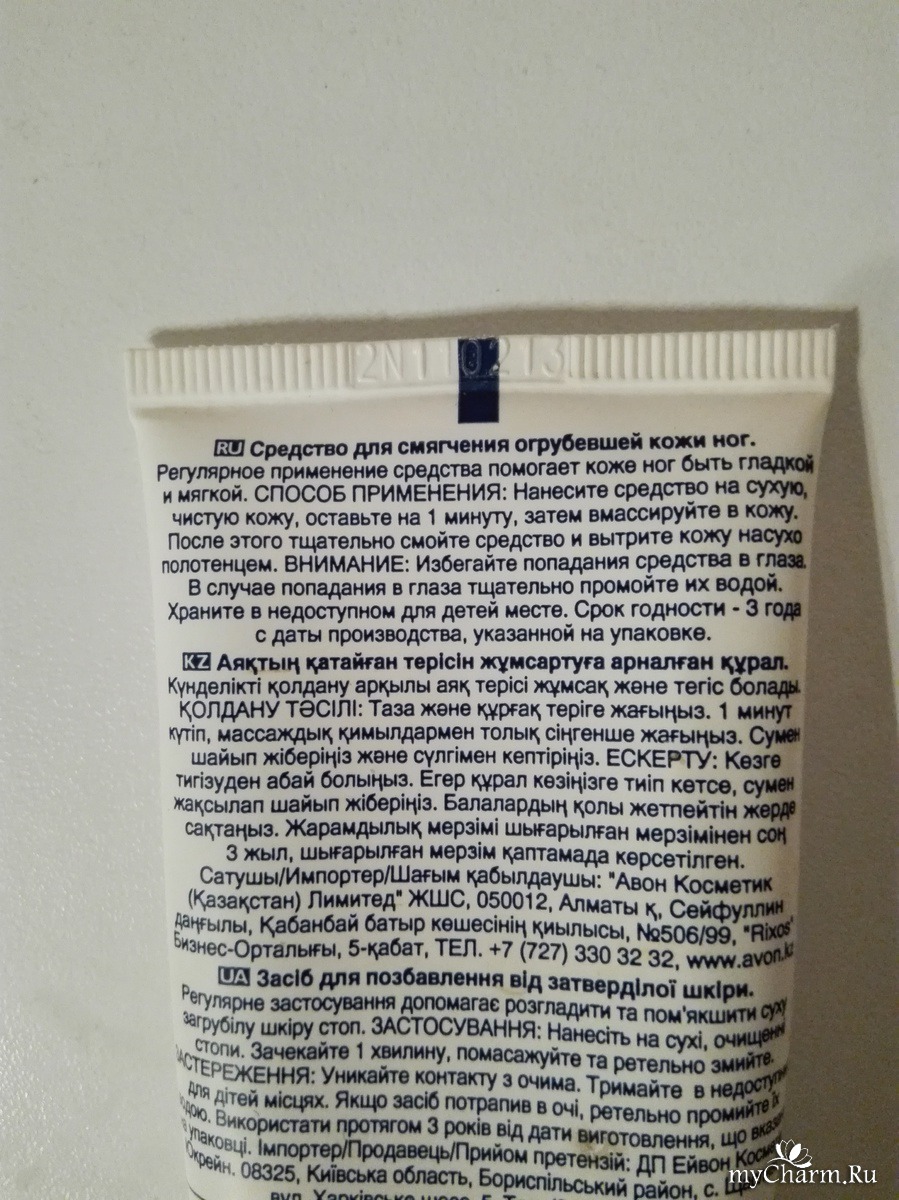 2N110213
RU Средство для смягчения огрубевшей кожи ног.
Регулярное применение средства помогает коже ног быть гладкой
и мягкой. СПОСОБ ПРИМЕНЕНИЯ: Нанесите средство на сухую,
чистую кожу, оставьте на 1 минуту, затем вмассируйте в кожу.
После этого тщательно смойте средство и вытрите кожу насухо
полотенцем. ВНИМАНИЕ: Избегайте попадания средства в глаза.
В случае попадания в глаза тщательно промойте их водой.
Храните в недоступном для детей месте. Срок годности - 3 года
с даты производства, указанной на упаковке.
KZ Аяқтың қатайған терісін жұмсартуға арналған құрал.
Күнделікті қолдану арқылы аяқ терісі жұмсақ және тегіс болады.
ҚОЛДАНУ ТӘСІЛІ: Таза және құрғақ теріге жағыңыз. 1 минут
күтіп, массаждық қимылдармен толық сіңгенше жағыңыз. Сумен
шайып жіберіңіз және сүлгімен кептіріңіз. ЕСКЕРТУ: Көзге
тигізуден абай болыңыз. Егер құрал көзіңізге тиіп кетсе, сумен
жақсылап шайып жіберіңіз. Балалардың қолы жетпейтін жерде
сақтаңыз. Жарамдылық мерзімі шығарылған мерзімінен соң
3 жыл, шығарылған мерзім қаптамада көрсетілген.
Сатушы/Импортер/Шағым қабылдаушы: "Авон Косметик
(Қазақстан) Лимитед" ЖШС, 050012, Алматы қ, Сейфуллин
даңғылы, Қабанбай батыр көшесінің қиылысы, №506/99, "Rixos"
Бизнес-Орталығы, 5-қабат, ТЕЛ. +7 (727) 330 32 32, www.avon.kz
UA Засіб для позбавлення від затверділої шкіри.
Регулярне застосування допомагає розгладити та пом'якшити суху
загрубілу шкіру стоп. ЗАСТОСУВАННЯ: Нанесіть на сухі, очищені
стопи. Зачекайте 1 хвилину, помасажуйте та ретельно змийте.
ЗАСТЕРЕЖЕННЯ: Уникайте контакту з очима. Тримайте в недоступних
для дітей місцях. Якщо засіб потрапив в очі, ретельно промийте їх
водою. Використати протягом 3 років від дати виготовлення, що
упаковці. Імпортер/Продавець/Прийом претензій: ДП Ейвон
08325, Київська область, Бориспільський район, с.
вул. Харківське шосе,
myCharm.Ru